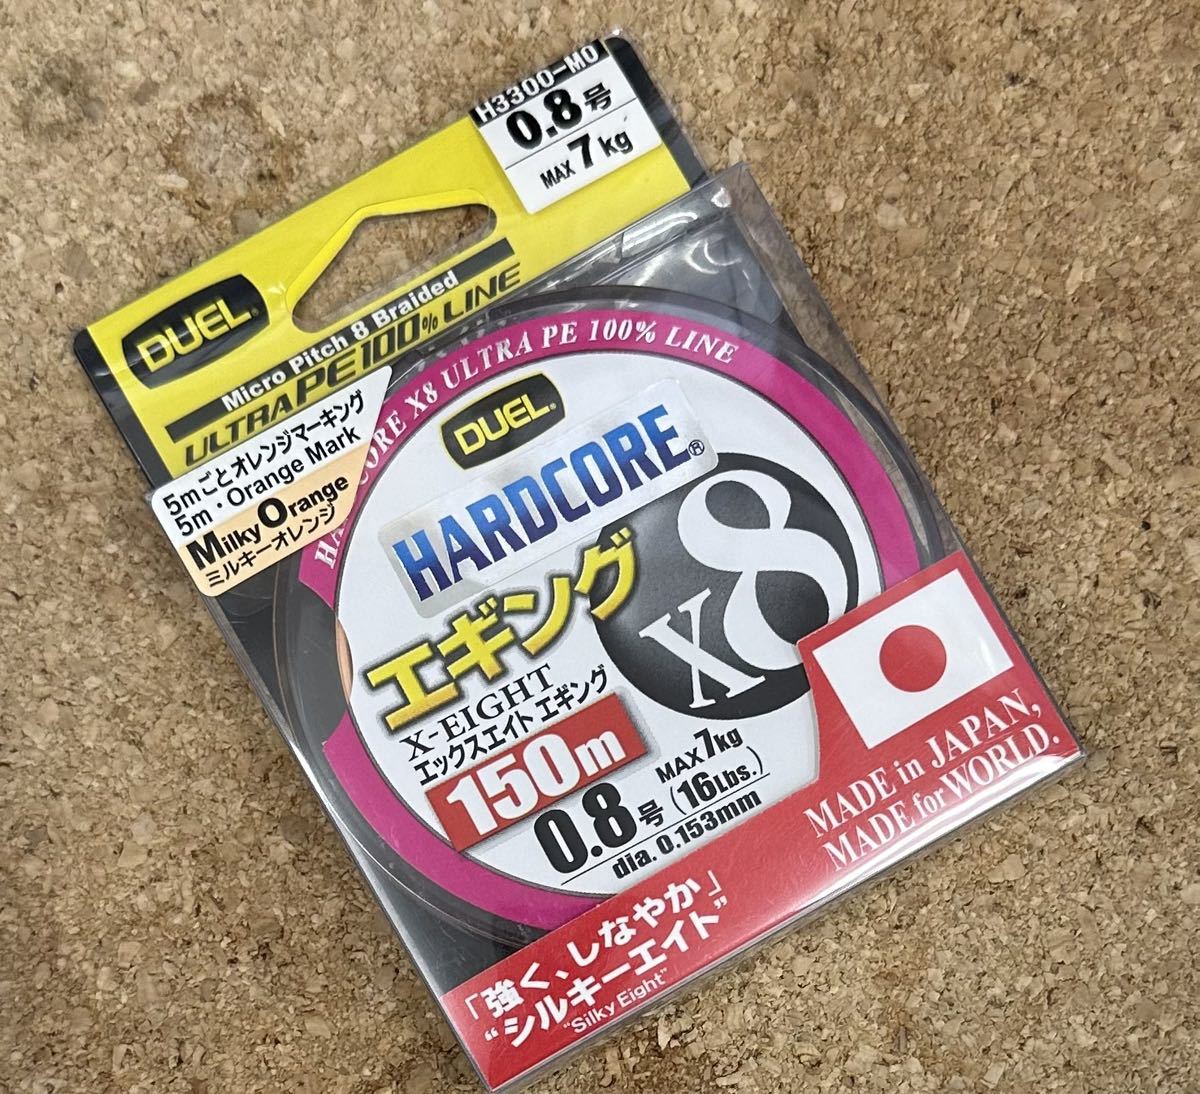 H3300-MO
0.8号
MAX 7kg
DUEL®
Micro Pitch 8 Braided
ULTRA PE 100% LINE
5mごとオレンジマーキング
5m・Orange Mark
Milky Orange
ミルキーオレンジ
HARDCORE X8 ULTRA PE 100% LINE
DUEL®
HARDCORE®
X8
エギング
X-EIGHT
エックスエイト エギング
150m
0.8号
MAX 7kg
(16Lbs.)
dia. 0.153mm
MADE in JAPAN,
MADE for WORLD.
「強く、しなやか」
“シルキーエイト”
“Silky Eight”